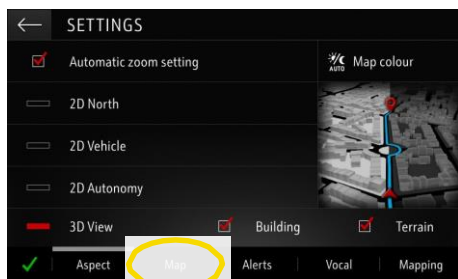 SETTINGS
Automatic zoom setting
AUTO Map colour
2D North
2D Vehicle
2D Autonomy
3D View Building Terrain
Aspect Map Alerts Vocal Mapping